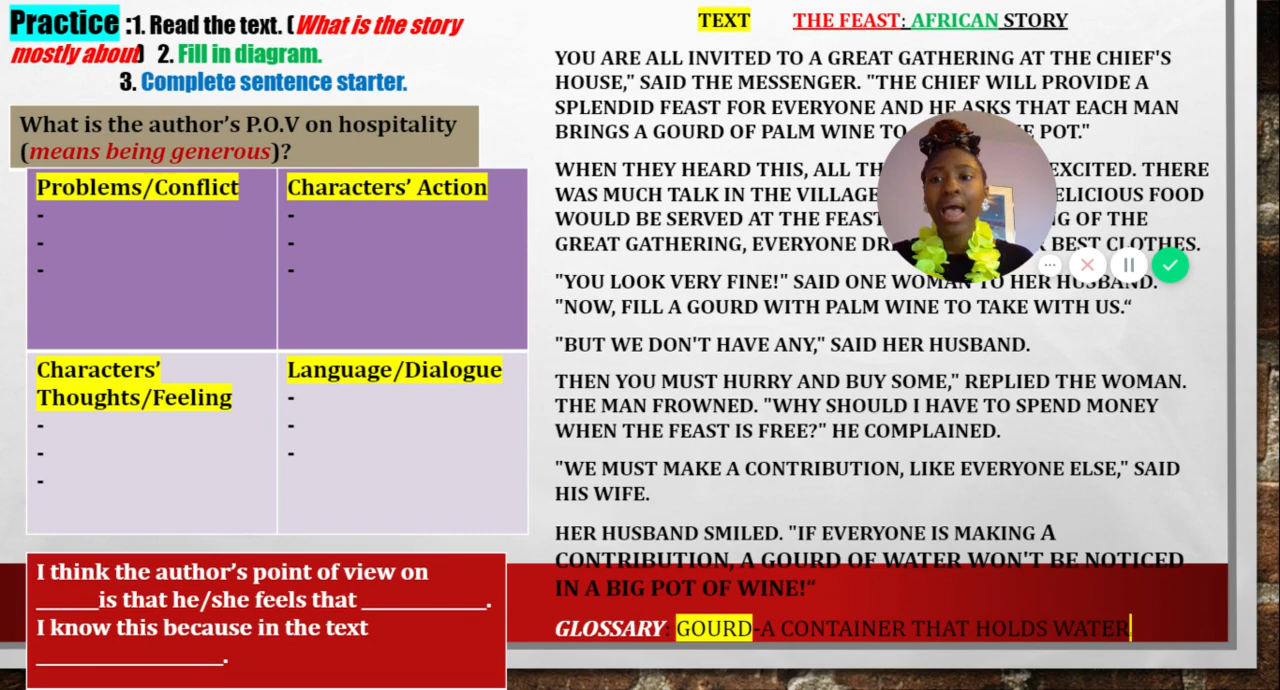 Practice :1. Read the text. (What is the story
mostly about) 2. Fill in diagram.
3. Complete sentence starter.
What is the author's P.O.V on hospitality
(means being generous)?
Problems/Conflict
-
-
-
Characters' Action
-
-
-
Characters'
Thoughts/Feeling
-
-
-
Language/Dialogue
-
-
-
I think the author's point of view on
______is that he/she feels that ____________.
I know this because in the text
__________________.
TEXT THE FEAST: AFRICAN STORY
YOU ARE ALL INVITED TO A GREAT GATHERING AT THE CHIEF'S
HOUSE," SAID THE MESSENGER. "THE CHIEF WILL PROVIDE A
SPLENDID FEAST FOR EVERYONE AND HE ASKS THAT EACH MAN
BRINGS A GOURD OF PALM WINE TO POT."
WHEN THEY HEARD THIS, ALL EXCITED. THERE
WAS MUCH TALK IN THE VILLAGE DELICIOUS FOOD
WOULD BE SERVED AT THE FEAST OF THE
GREAT GATHERING, EVERYONE BEST CLOTHES.
"YOU LOOK VERY FINE!" SAID ONE WOMAN TO HER HUSBAND.
"NOW, FILL A GOURD WITH PALM WINE TO TAKE WITH US.“
"BUT WE DON'T HAVE ANY," SAID HER HUSBAND.
THEN YOU MUST HURRY AND BUY SOME," REPLIED THE WOMAN.
THE MAN FROWNED. "WHY SHOULD I HAVE TO SPEND MONEY
WHEN THE FEAST IS FREE?" HE COMPLAINED.
"WE MUST MAKE A CONTRIBUTION, LIKE EVERYONE ELSE," SAID
HIS WIFE.
HER HUSBAND SMILED. "IF EVERYONE IS MAKING A
CONTRIBUTION, A GOURD OF WATER WON'T BE NOTICED
IN A BIG POT OF WINE!“
GLOSSARY: GOURD-A CONTAINER THAT HOLDS WATER.